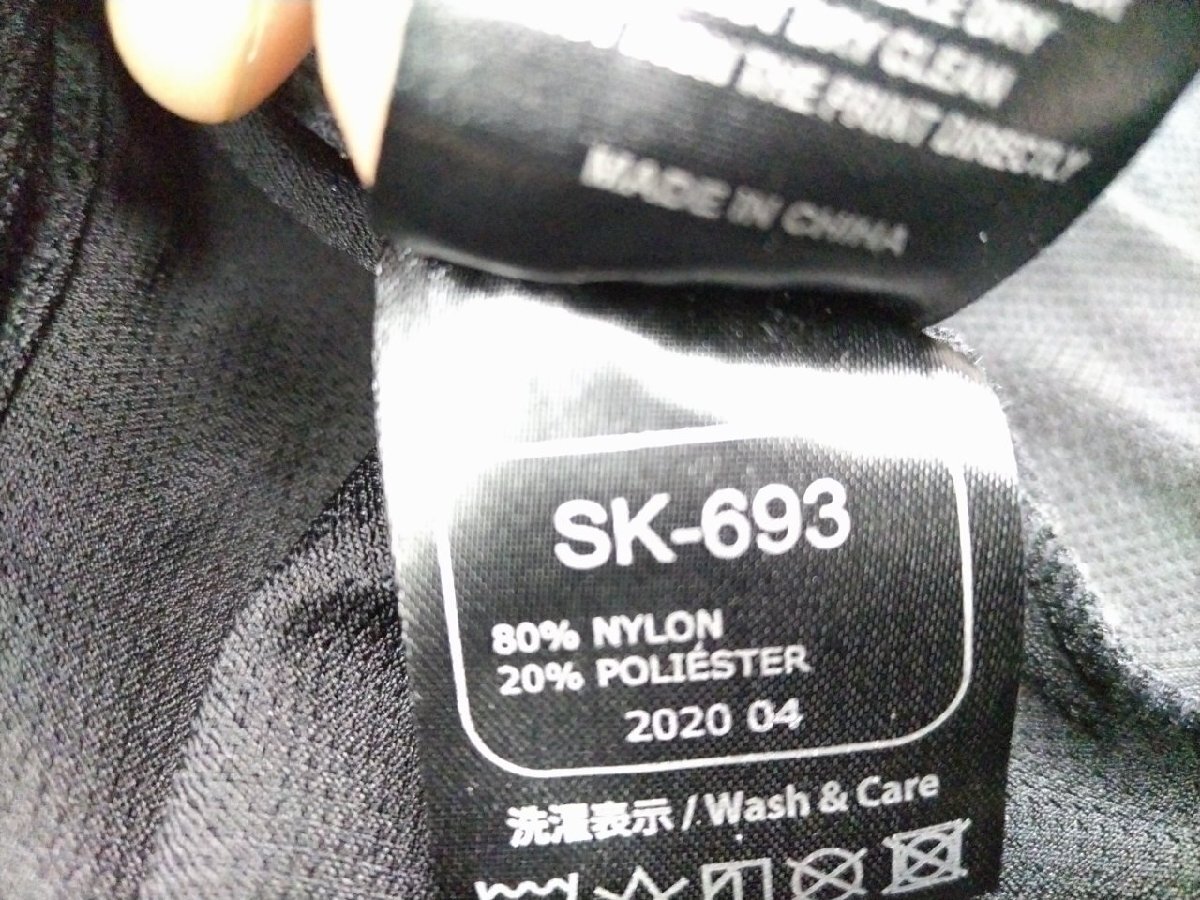 DRY
DRY CLEAN
THE PRINT DIRECTLY
MADE IN CHINA
SK-693
80% NYLON
20% POLIÉSTER
2020 04
洗濯表示 / Wash & Care